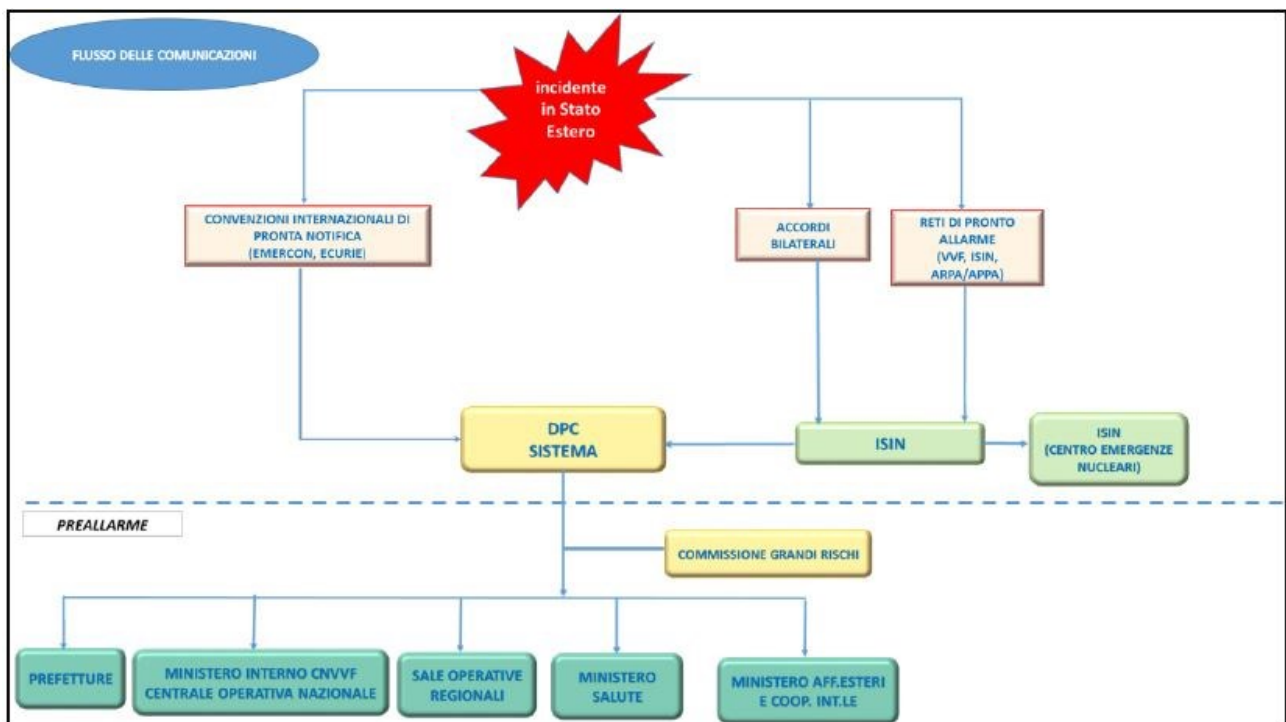 FLUSSO DELLE COMUNICAZIONI
incidente
in Stato
Estero
CONVENZIONI INTERNAZIONALI DI
PRONTA NOTIFICA
(EMERCON, ECURIE)
ACCORDI
BILATERALI
RETI DI PRONTO
ALLARME
(VVF, ISIN,
ARPA/APPA)
DPC
SISTEMA
ISIN
ISIN
(CENTRO EMERGENZE
NUCLEARI)
PREALLARME
COMMISSIONE GRANDI RISCHI
PREFETTURE
MINISTERO INTERNO CNVVF
CENTRALE OPERATIVA NAZIONALE
SALE OPERATIVE
REGIONALI
MINISTERO
SALUTE
MINISTERO AFF.ESTERI
E COOP. INT.LE